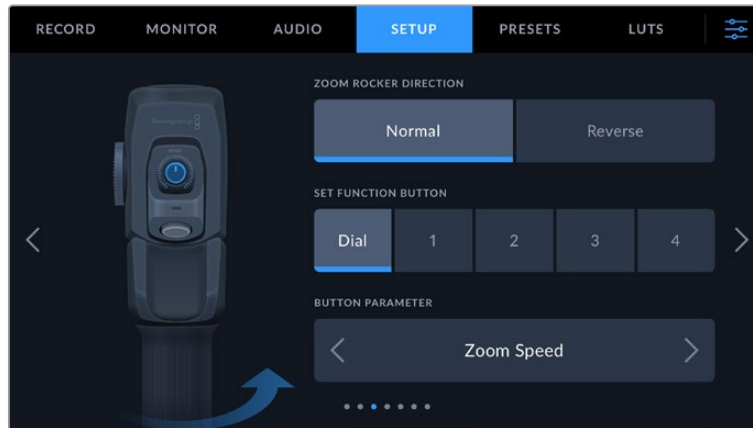 RECORD MONITOR AUDIO SETUP PRESETS LUTS
ZOOM ROCKER DIRECTION
Normal Reverse
SET FUNCTION BUTTON
Dial 1 2 3 4
BUTTON PARAMETER
Zoom Speed